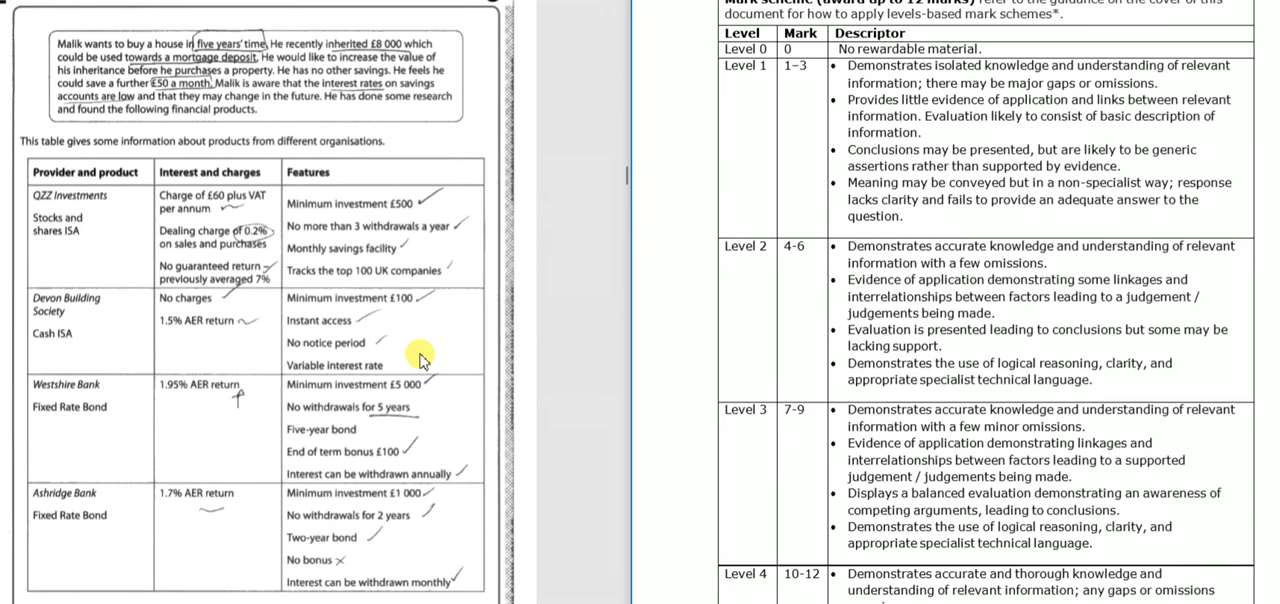 Malik wants to buy a house in five years' time. He recently inherited £8 000 which
could be used towards a mortgage deposit. He would like to increase the value of
his inheritance before he purchases a property. He has no other savings. He feels he
could save a further £50 a month. Malik is aware that the interest rates on savings
accounts are low and that they may change in the future. He has done some research
and found the following financial products.
This table gives some information about products from different organisations.
Provider and product
Interest and charges
Features
QZZ Investments
Stocks and
shares ISA
Charge of £60 plus VAT
per annum
Dealing charge of 0.2%
on sales and purchases
No guaranteed return –
previously averaged 7%
Minimum investment £500
No more than 3 withdrawals a year
Monthly savings facility
Tracks the top 100 UK companies
Devon Building
Society
Cash ISA
No charges
1.5% AER return
Minimum investment £100
Instant access
No notice period
Variable interest rate
Westshire Bank
Fixed Rate Bond
1.95% AER return
Minimum investment £5 000
No withdrawals for 5 years
Five-year bond
End of term bonus £100
Interest can be withdrawn annually
Ashridge Bank
Fixed Rate Bond
1.7% AER return
Minimum investment £1 000
No withdrawals for 2 years
Two-year bond
No bonus
Interest can be withdrawn monthly
Mark scheme (award up to 12 marks) refer to the guidance on the cover of this
document for how to apply levels-based mark schemes*.
Level Mark Descriptor
Level 0 0 No rewardable material.
Level 1 1–3 • Demonstrates isolated knowledge and understanding of relevant
information; there may be major gaps or omissions.
• Provides little evidence of application and links between relevant
information. Evaluation likely to consist of basic description of
information.
• Conclusions may be presented, but are likely to be generic
assertions rather than supported by evidence.
• Meaning may be conveyed but in a non-specialist way; response
lacks clarity and fails to provide an adequate answer to the
question.
Level 2 4-6 • Demonstrates accurate knowledge and understanding of relevant
information with a few omissions.
• Evidence of application demonstrating some linkages and
interrelationships between factors leading to a judgement /
judgements being made.
• Evaluation is presented leading to conclusions but some may be
lacking support.
• Demonstrates the use of logical reasoning, clarity, and
appropriate specialist technical language.
Level 3 7-9 • Demonstrates accurate knowledge and understanding of relevant
information with a few minor omissions.
• Evidence of application demonstrating linkages and
interrelationships between factors leading to a supported
judgement / judgements being made.
• Displays a balanced evaluation demonstrating an awareness of
competing arguments, leading to conclusions.
• Demonstrates the use of logical reasoning, clarity, and
appropriate specialist technical language.
Level 4 10-12 • Demonstrates accurate and thorough knowledge and
understanding of relevant information; any gaps or omissions